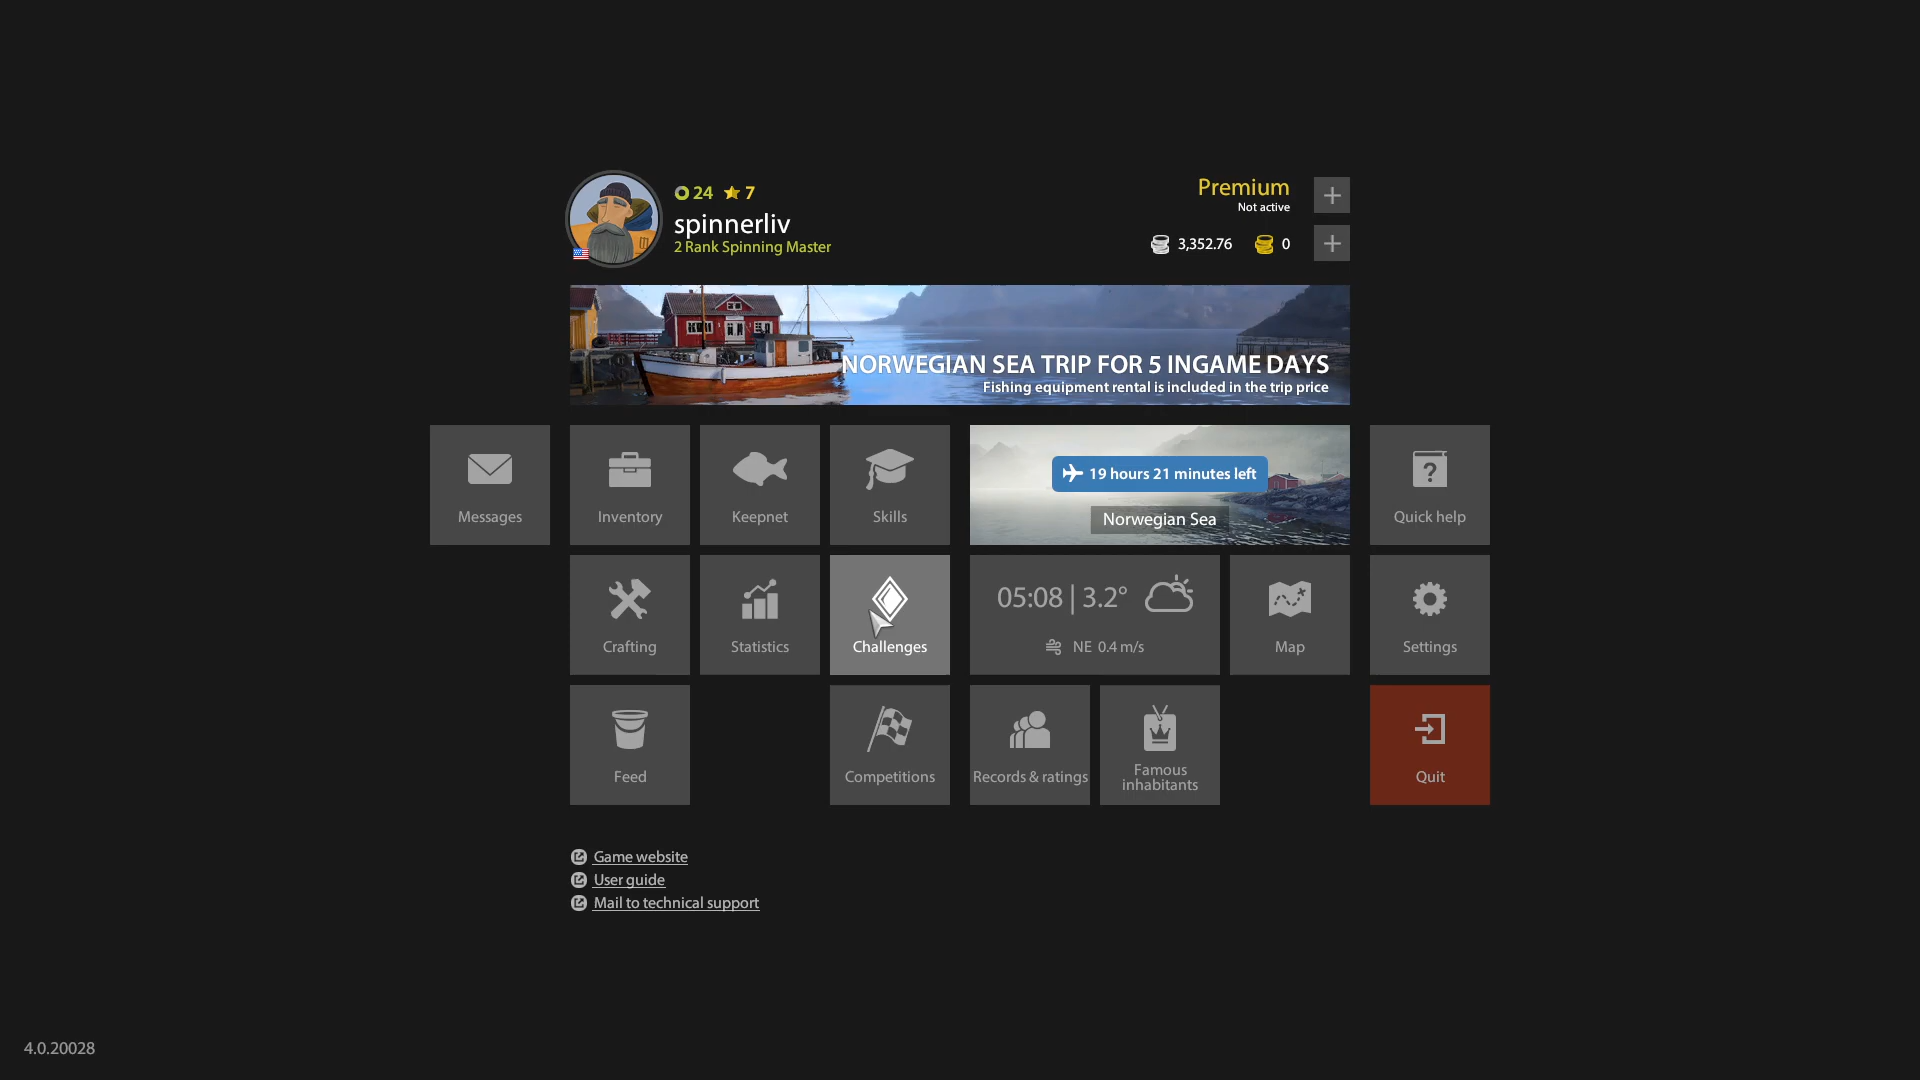 24 7
spinnerliv
2 Rank Spinning Master
Premium
Not active
3,352.76 0
NORWEGIAN SEA TRIP FOR 5 INGAME DAYS
Fishing equipment rental is included in the trip price
19 hours 21 minutes left
Norwegian Sea
Messages
Inventory
Keepnet
Skills
Quick help
Crafting
Statistics
Challenges
05:08 | 3.2°
NE 0.4 m/s
Map
Settings
Feed
Competitions
Records & ratings
Famous
inhabitants
Quit
Game website
User guide
Mail to technical support
4.0.20028